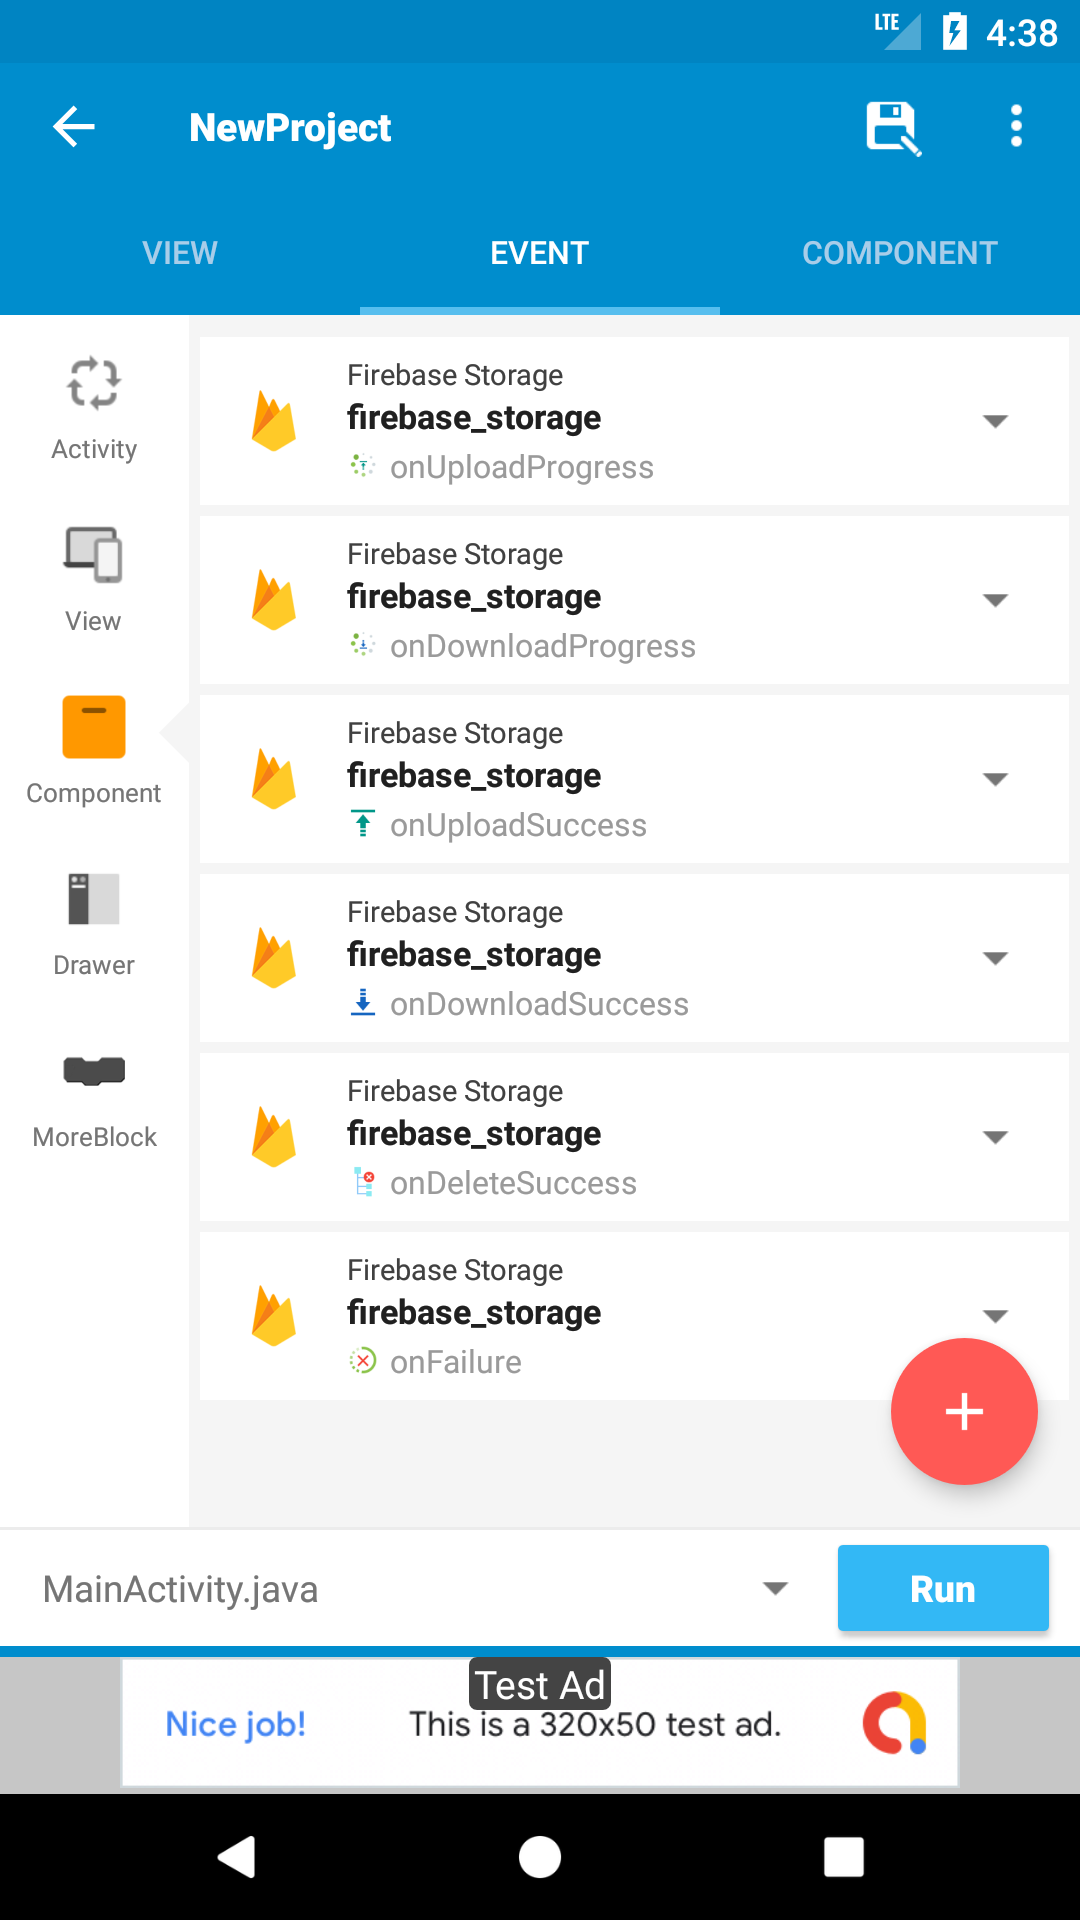 LTE 4:38
NewProject
VIEW EVENT COMPONENT
Activity
View
Component
Drawer
MoreBlock
Firebase Storage
firebase_storage
onUploadProgress
Firebase Storage
firebase_storage
onDownloadProgress
Firebase Storage
firebase_storage
onUploadSuccess
Firebase Storage
firebase_storage
onDownloadSuccess
Firebase Storage
firebase_storage
onDeleteSuccess
Firebase Storage
firebase_storage
onFailure
MainActivity.java
Run
Test Ad
Nice job! This is a 320x50 test ad.